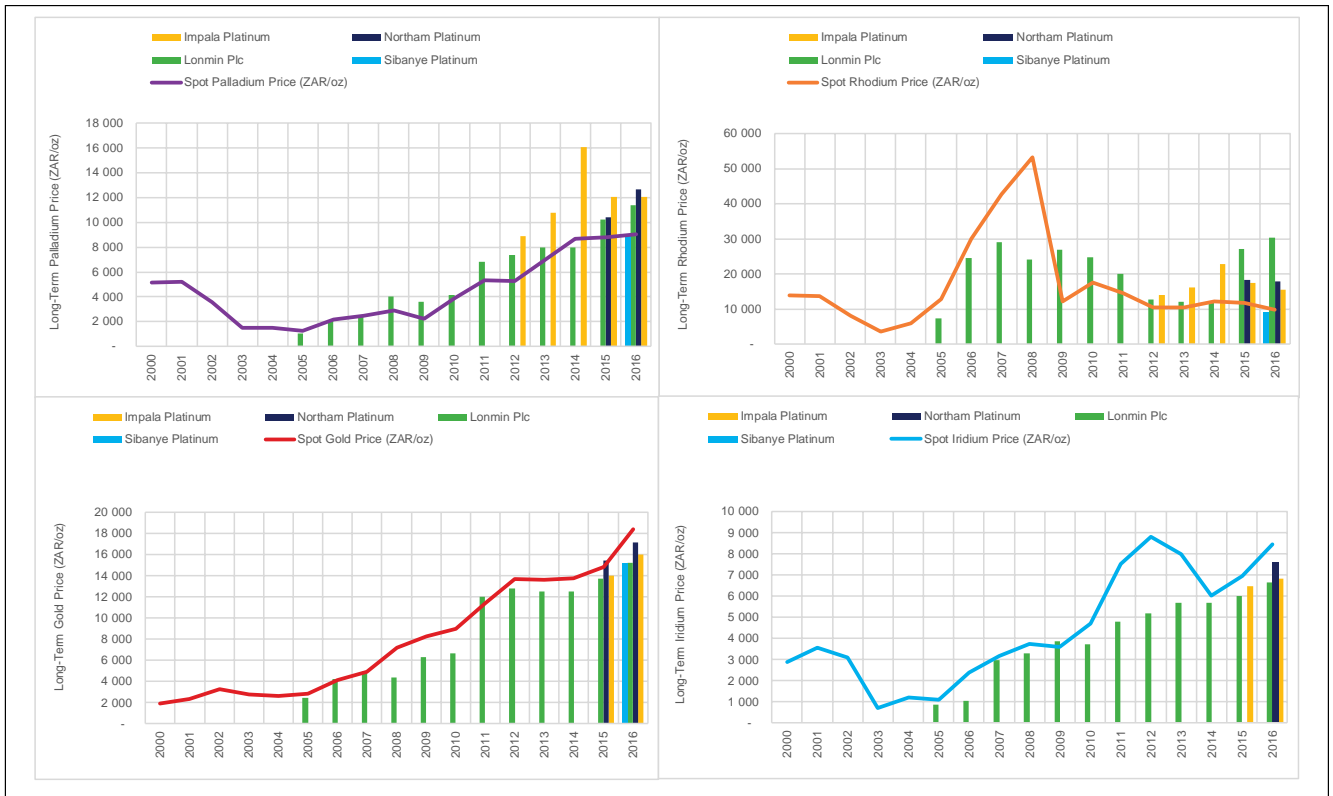 Impala Platinum Northam Platinum
Lonmin Plc Sibanye Platinum
Spot Palladium Price (ZAR/oz)
Long-Term Palladium Price (ZAR/oz)
18 000
16 000
14 000
12 000
10 000
8 000
6 000
4 000
2 000
-
2000 2001 2002 2003 2004 2005 2006 2007 2008 2009 2010 2011 2012 2013 2014 2015 2016
Impala Platinum Northam Platinum
Lonmin Plc Sibanye Platinum
Spot Rhodium Price (ZAR/oz)
Long-Term Rhodium Price (ZAR/oz)
60 000
50 000
40 000
30 000
20 000
10 000
-
2000 2001 2002 2003 2004 2005 2006 2007 2008 2009 2010 2011 2012 2013 2014 2015 2016
Impala Platinum Northam Platinum Lonmin Plc
Sibanye Platinum Spot Gold Price (ZAR/oz)
Long-Term Gold Price (ZAR/oz)
20 000
18 000
16 000
14 000
12 000
10 000
8 000
6 000
4 000
2 000
-
2000 2001 2002 2003 2004 2005 2006 2007 2008 2009 2010 2011 2012 2013 2014 2015 2016
Impala Platinum Northam Platinum Lonmin Plc
Sibanye Platinum Spot Iridium Price (ZAR/oz)
Long-Term Iridium Price (ZAR/oz)
10 000
9 000
8 000
7 000
6 000
5 000
4 000
3 000
2 000
1 000
-
2000 2001 2002 2003 2004 2005 2006 2007 2008 2009 2010 2011 2012 2013 2014 2015 2016